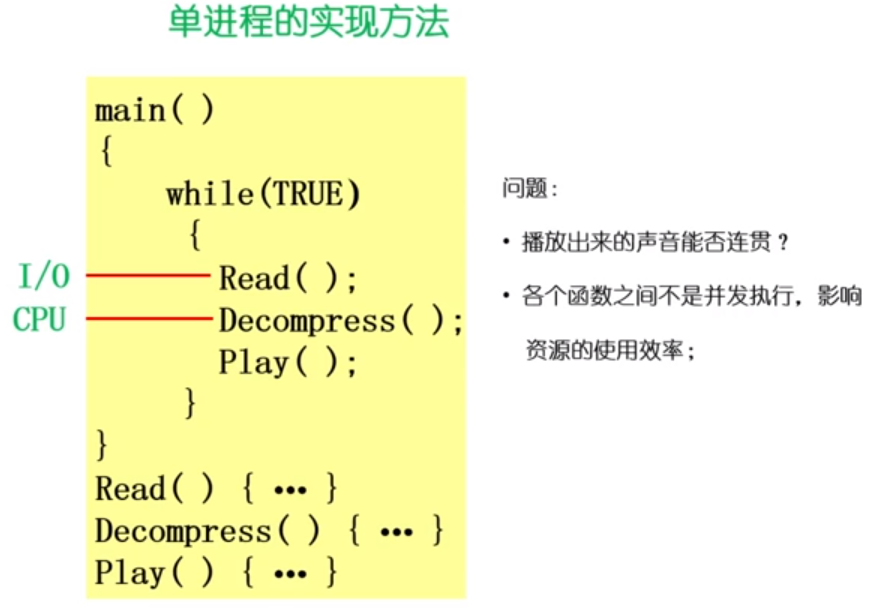 单进程的实现方法
main( )
{
while(TRUE)
{
I/O Read( );
CPU Decompress( );
Play( );
}
}
Read( ) { ··· }
Decompress( ) { ··· }
Play( ) { ··· }
问题:
• 播放出来的声音能否连贯?
• 各个函数之间不是并发执行，影响
资源的使用效率;